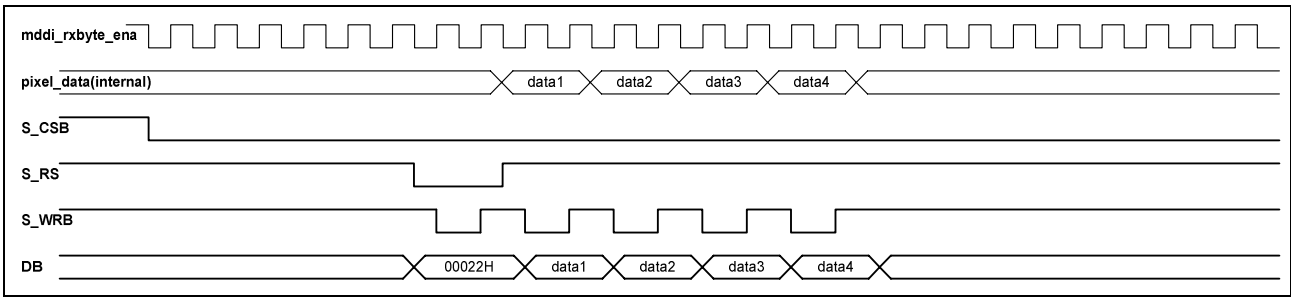 mddi_rxbyte_ena
pixel_data(internal) data1 data2 data3 data4
S_CSB
S_RS
S_WRB
DB 00022H data1 data2 data3 data4